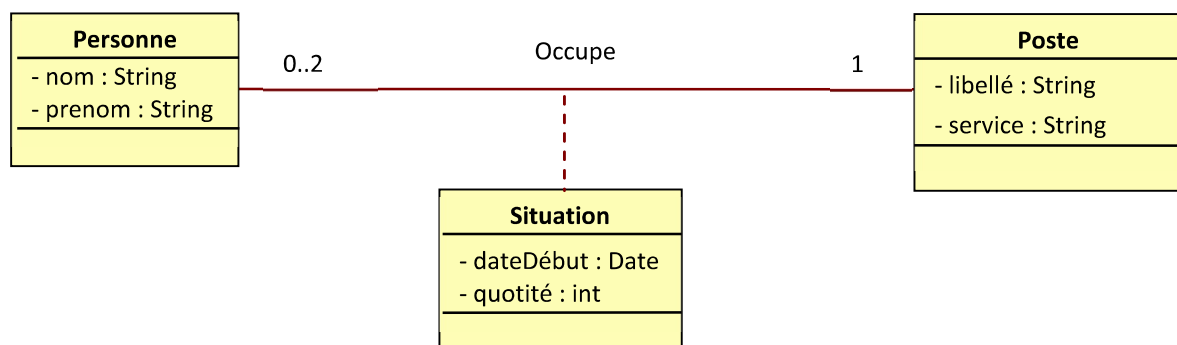 Personne
- nom : String
- prenom : String
0..2
Occupe
1
Poste
- libellé : String
- service : String
Situation
- dateDébut : Date
- quotité : int